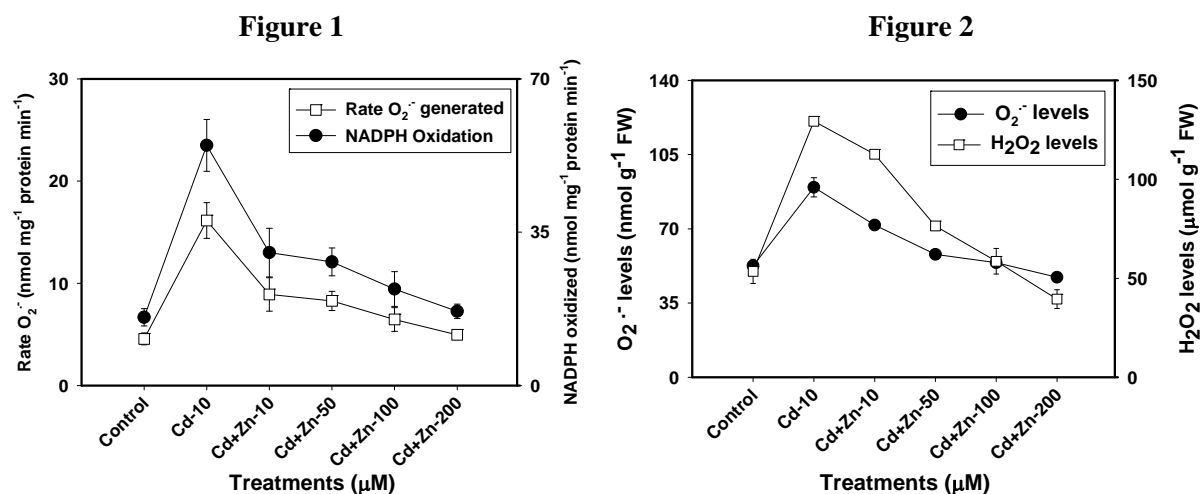 Figure 1
Rate O₂·⁻ (nmol mg⁻¹ protein min⁻¹)
30
20
10
0
Rate O₂·⁻ generated
NADPH Oxidation
70
35
0
NADPH oxidized (nmol mg⁻¹ protein min⁻¹)
Control
Cd-10
Cd+Zn-10
Cd+Zn-50
Cd+Zn-100
Cd+Zn-200
Treatments (μM)
Figure 2
O₂·⁻ levels (nmol g⁻¹ FW)
140
105
70
35
0
O₂·⁻ levels
H₂O₂ levels
150
100
50
0
H₂O₂ levels (μmol g⁻¹ FW)
Control
Cd-10
Cd+Zn-10
Cd+Zn-50
Cd+Zn-100
Cd+Zn-200
Treatments (μM)